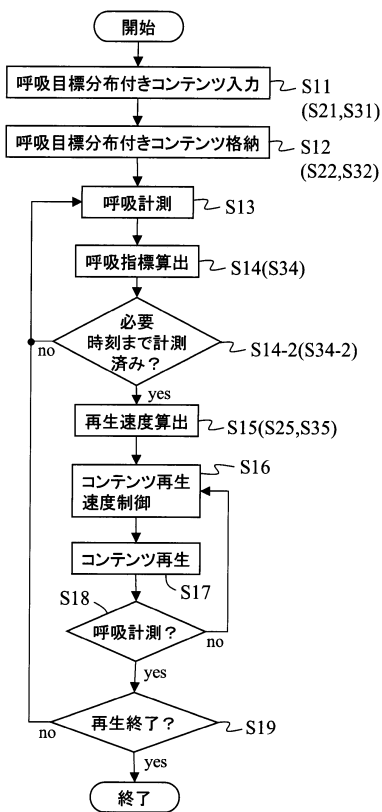 開始
呼吸目標分布付きコンテンツ入力
S11
(S21,S31)
呼吸目標分布付きコンテンツ格納
S12
(S22,S32)
呼吸計測
S13
呼吸指標算出
S14(S34)
必要
時刻まで計測
済み？
no
S14-2(S34-2)
yes
再生速度算出
S15(S25,S35)
S16
コンテンツ再生
速度制御
コンテンツ再生
S17
S18
呼吸計測？
no
yes
再生終了？
no
S19
yes
終了